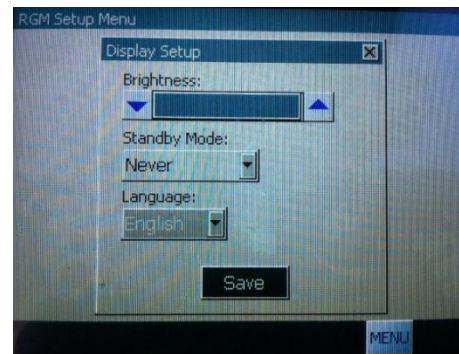 RGM Setup Menu
Display Setup
Brightness:
Standby Mode:
Never
Language:
English
Save
MENU